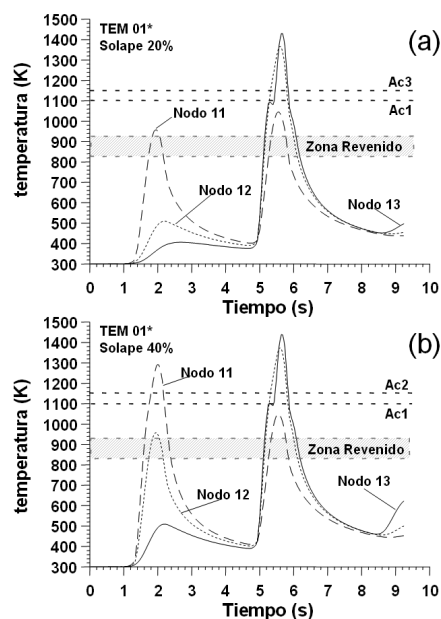 TEM 01*
Solape 20%
(a)
temperatura (K)
1500
1400
1300
1200
1100
1000
900
800
700
600
500
400
300
Ac3
Ac1
Nodo 11
Zona Revenido
Nodo 12
Nodo 13
0 1 2 3 4 5 6 7 8 9 10
Tiempo (s)
TEM 01*
Solape 40%
(b)
temperatura (K)
1500
1400
1300
1200
1100
1000
900
800
700
600
500
400
300
Nodo 11
Ac2
Ac1
Zona Revenido
Nodo 12
Nodo 13
0 1 2 3 4 5 6 7 8 9 10
Tiempo (s)